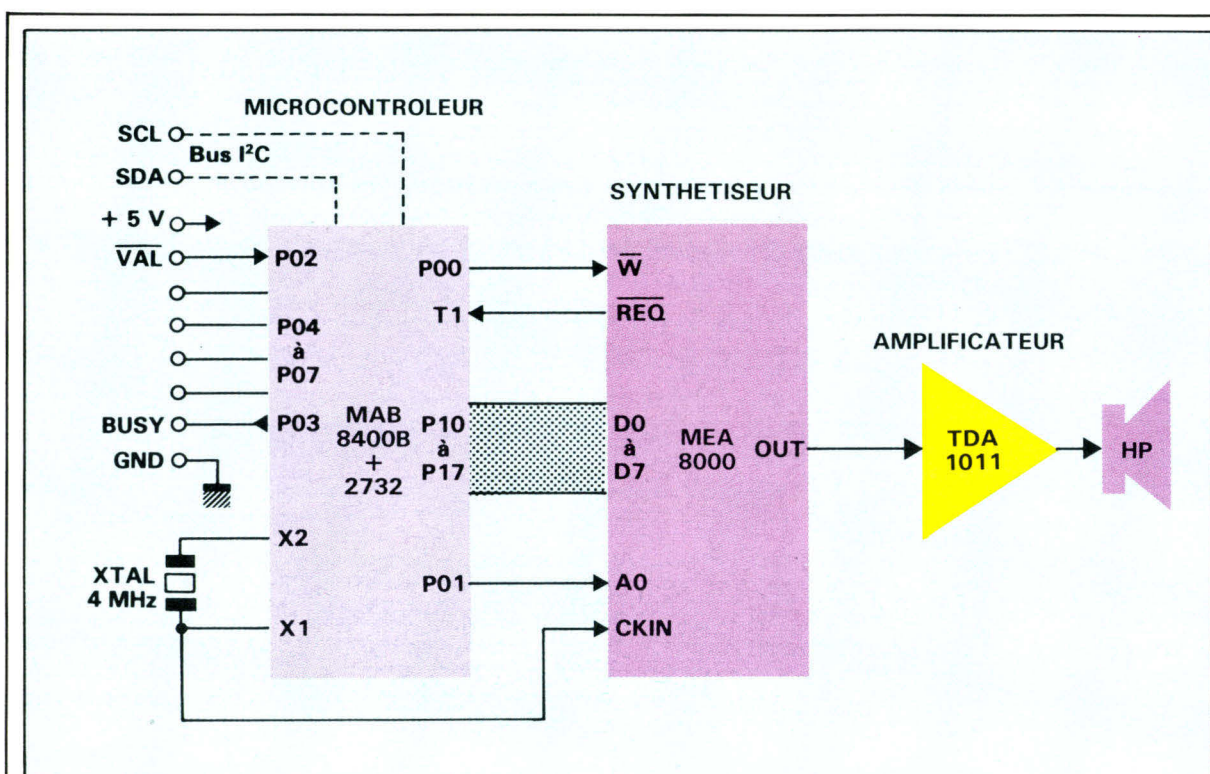 MICROCONTROLEUR
SCL
Bus I²C
SDA
+ 5 V
VAL
P02
P04
à
P07
BUSY
P03
GND
X2
XTAL
4 MHz
X1
MAB
8400B
+
2732
P00
T1
P10
à
P17
P01
SYNTHETISEUR
W
REQ
D0
à
D7
MEA
8000
OUT
A0
CKIN
AMPLIFICATEUR
TDA
1011
HP